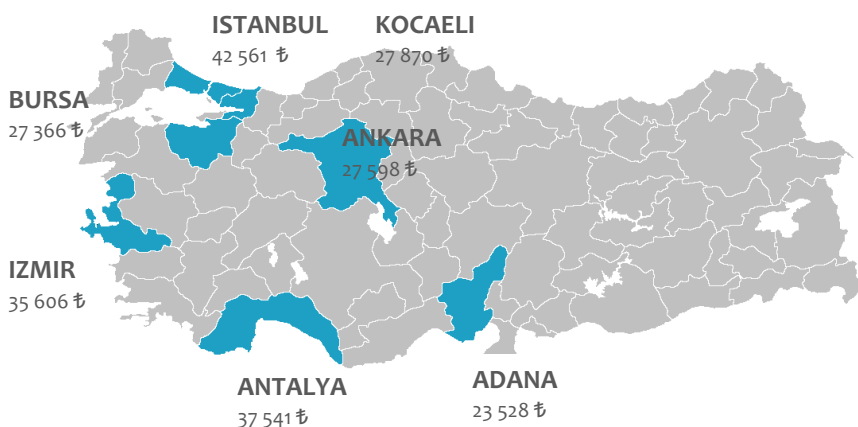 ISTANBUL
42 561 ₺
KOCAELI
27 870 ₺
BURSA
27 366 ₺
ANKARA
27 598 ₺
IZMIR
35 606 ₺
ANTALYA
37 541 ₺
ADANA
23 528 ₺